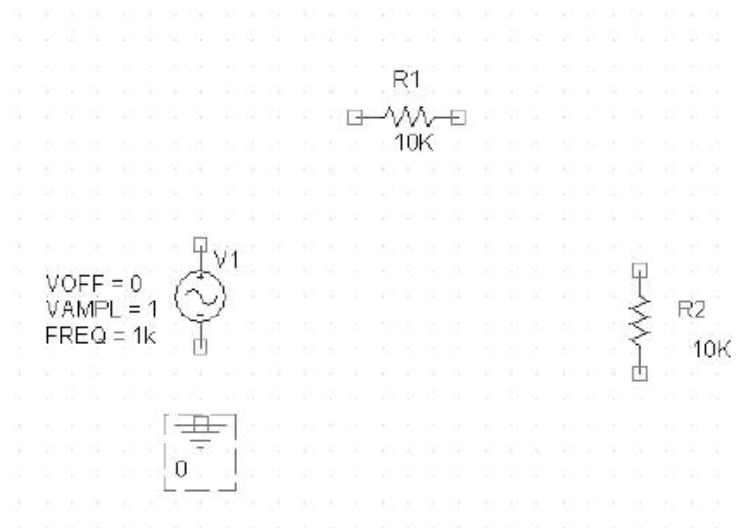 R1
10K
V1
VOFF = 0
VAMPL = 1
FREQ = 1k
R2
10K
0